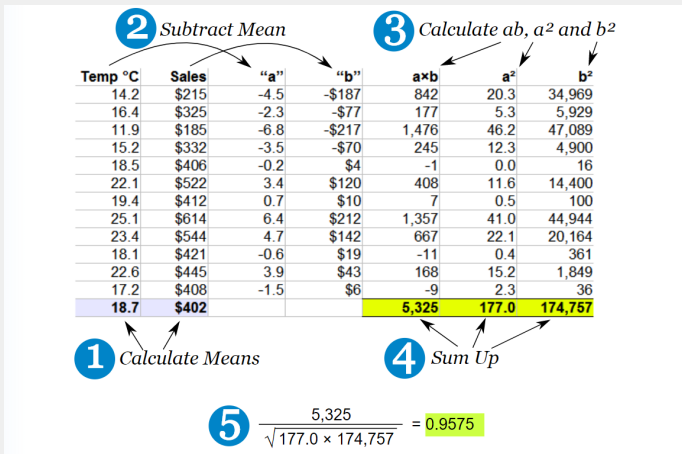 2 Subtract Mean 3 Calculate ab, a² and b²
Temp °C Sales “a” “b” a×b a² b²
14.2 $215 -4.5 -$187 842 20.3 34,969
16.4 $325 -2.3 -$77 177 5.3 5,929
11.9 $185 -6.8 -$217 1,476 46.2 47,089
15.2 $332 -3.5 -$70 245 12.3 4,900
18.5 $406 -0.2 $4 -1 0.0 16
22.1 $522 3.4 $120 408 11.6 14,400
19.4 $412 0.7 $10 7 0.5 100
25.1 $614 6.4 $212 1,357 41.0 44,944
23.4 $544 4.7 $142 667 22.1 20,164
18.1 $421 -0.6 $19 -11 0.4 361
22.6 $445 3.9 $43 168 15.2 1,849
17.2 $408 -1.5 $6 -9 2.3 36
18.7 $402 5,325 177.0 174,757
1 Calculate Means 4 Sum Up
5 5,325
√177.0 × 174,757 = 0.9575